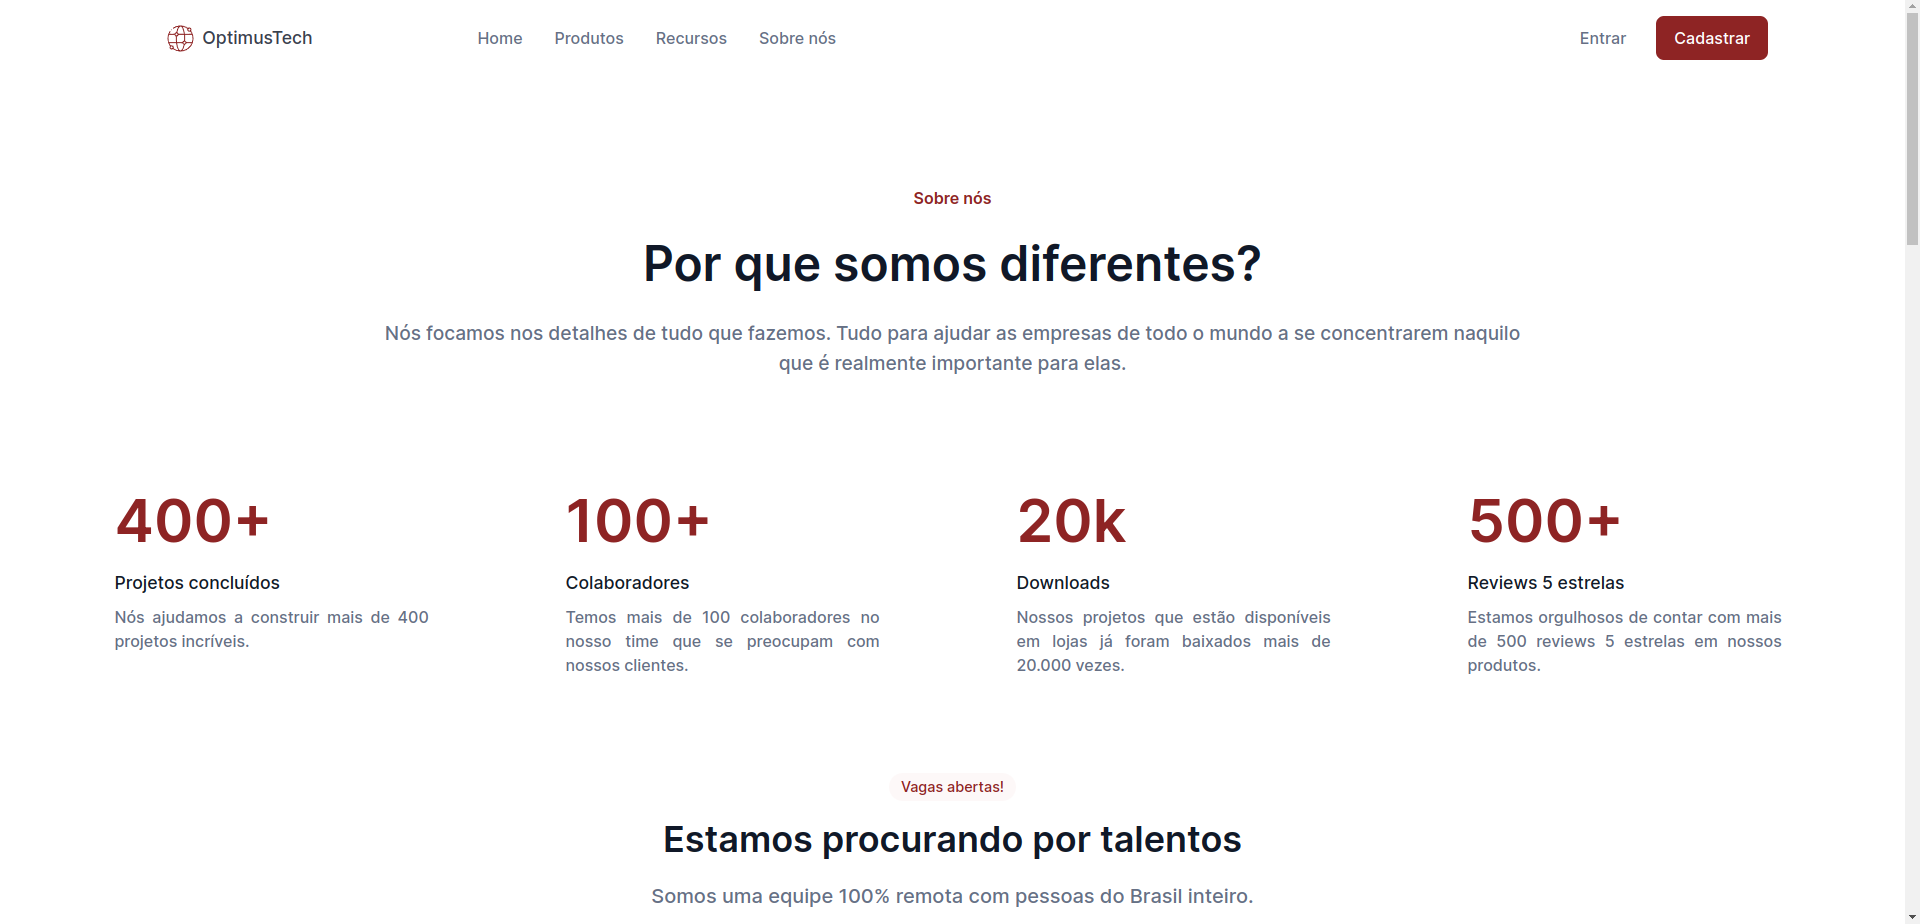 OptimusTech
Home
Produtos
Recursos
Sobre nós
Entrar
Cadastrar
Sobre nós
Por que somos diferentes?
Nós focamos nos detalhes de tudo que fazemos. Tudo para ajudar as empresas de todo o mundo a se concentrarem naquilo
que é realmente importante para elas.
400+
Projetos concluídos
Nós ajudamos a construir mais de 400
projetos incríveis.
100+
Colaboradores
Temos mais de 100 colaboradores no
nosso time que se preocupam com
nossos clientes.
20k
Downloads
Nossos projetos que estão disponíveis
em lojas já foram baixados mais de
20.000 vezes.
500+
Reviews 5 estrelas
Estamos orgulhosos de contar com mais
de 500 reviews 5 estrelas em nossos
produtos.
Vagas abertas!
Estamos procurando por talentos
Somos uma equipe 100% remota com pessoas do Brasil inteiro.